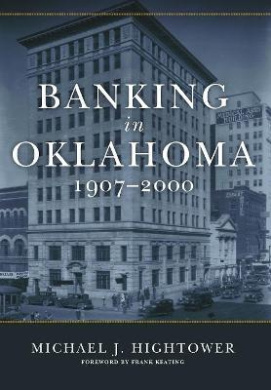 BANKING
in
OKLAHOMA
1907–2000
MICHAEL J. HIGHTOWER
FOREWORD BY FRANK KEATING